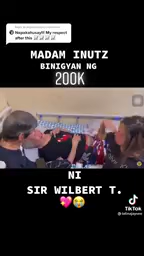 Napakahusay!!! My respect
after this
MADAM INUTZ
BINIGYAN NG
200K
NI
SIR WILBERT T.
TikTok